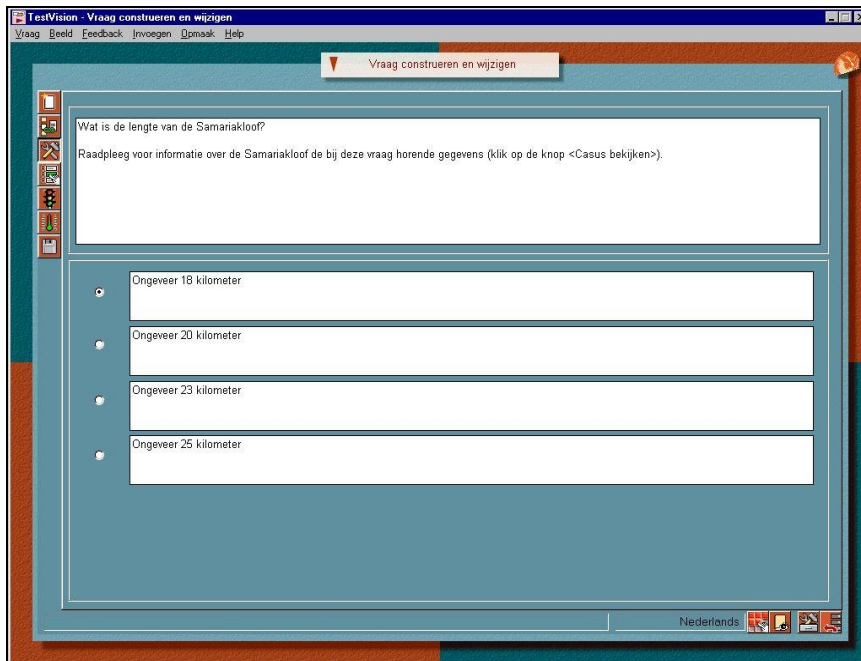 TestVision - Vraag construeren en wijzigen
Vraag Beeld Feedback Invoegen Opmaak Help
Vraag construeren en wijzigen
Wat is de lengte van de Samariakloof?
Raadpleeg voor informatie over de Samariakloof de bij deze vraag horende gegevens (klik op de knop <Casus bekijken>).
Ongeveer 18 kilometer
Ongeveer 20 kilometer
Ongeveer 23 kilometer
Ongeveer 25 kilometer
Nederlands